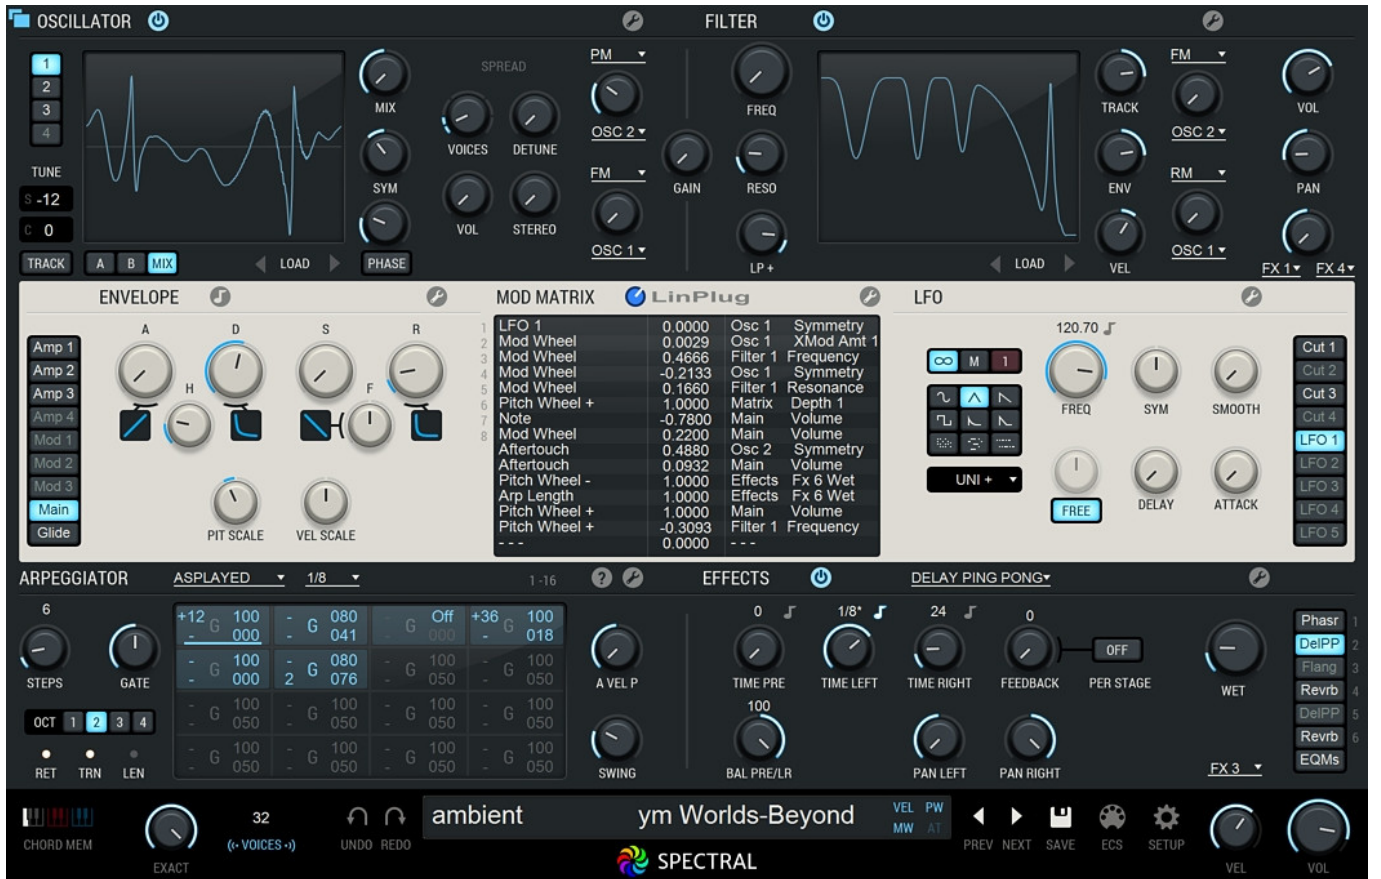 OSCILLATOR
FILTER
1
2
3
4
TUNE
S -12
C 0
TRACK
A B MIX
LOAD
MIX
SYM
PHASE
SPREAD
VOICES DETUNE
VOL STEREO
PM
OSC 2
FM
OSC 1
GAIN
FREQ
RESO
LP +
LOAD
TRACK
ENV
VEL
FM
OSC 2
RM
OSC 1
VOL
PAN
FX 1 FX 4
ENVELOPE
Amp 1
Amp 2
Amp 3
Amp 4
Mod 1
Mod 2
Mod 3
Main
Glide
A D S R
H F
PIT SCALE VEL SCALE
MOD MATRIX LinPlug
1 LFO 1 0.0000 Osc 1 Symmetry
2 Mod Wheel 0.0029 Osc 1 XMod Amt 1
3 Mod Wheel 0.4666 Filter 1 Frequency
4 Mod Wheel -0.2133 Osc 1 Symmetry
5 Mod Wheel 0.1660 Filter 1 Resonance
6 Pitch Wheel + 1.0000 Matrix Depth 1
7 Note -0.7800 Main Volume
8 Mod Wheel 0.2200 Main Volume
Aftertouch 0.4880 Osc 2 Symmetry
Aftertouch 0.0932 Main Volume
Pitch Wheel - 1.0000 Effects Fx 6 Wet
Arp Length 1.0000 Effects Fx 6 Wet
Pitch Wheel + 1.0000 Main Volume
Pitch Wheel + -0.3093 Filter 1 Frequency
- - - 0.0000 - - -
LFO
M 1
UNI +
120.70
FREQ SYM SMOOTH
FREE DELAY ATTACK
Cut 1
Cut 2
Cut 3
Cut 4
LFO 1
LFO 2
LFO 3
LFO 4
LFO 5
ARPEGGIATOR ASPLAYED 1/8 1 -16
6
STEPS GATE
OCT 1 2 3 4
RET TRN LEN
+12 G 100 - G 080 - G Off +36 G 100
- 000 - 041 - 000 - 018
- G 100 - G 080 - G 100 - G 100
- 000 2 076 - 050 - 050
- G 100 - G 100 - G 100 - G 100
- 050 - 050 - 050 - 050
- G 100 - G 100 - G 100 - G 100
- 050 - 050 - 050 - 050
?
A VEL P
SWING
EFFECTS DELAY PING PONG
0 1/8* 24 0
OFF
TIME PRE TIME LEFT TIME RIGHT FEEDBACK PER STAGE
100
BAL PRE/LR PAN LEFT PAN RIGHT
WET
FX 3
Phasr 1
DelPP 2
Flang 3
Revrb 4
DelPP 5
Revrb 6
EQMs
CHORD MEM
EXACT
32
VOICES
UNDO REDO
ambient ym Worlds-Beyond
VEL PW
MW AT
SPECTRAL
PREV NEXT SAVE ECS SETUP
VEL VOL